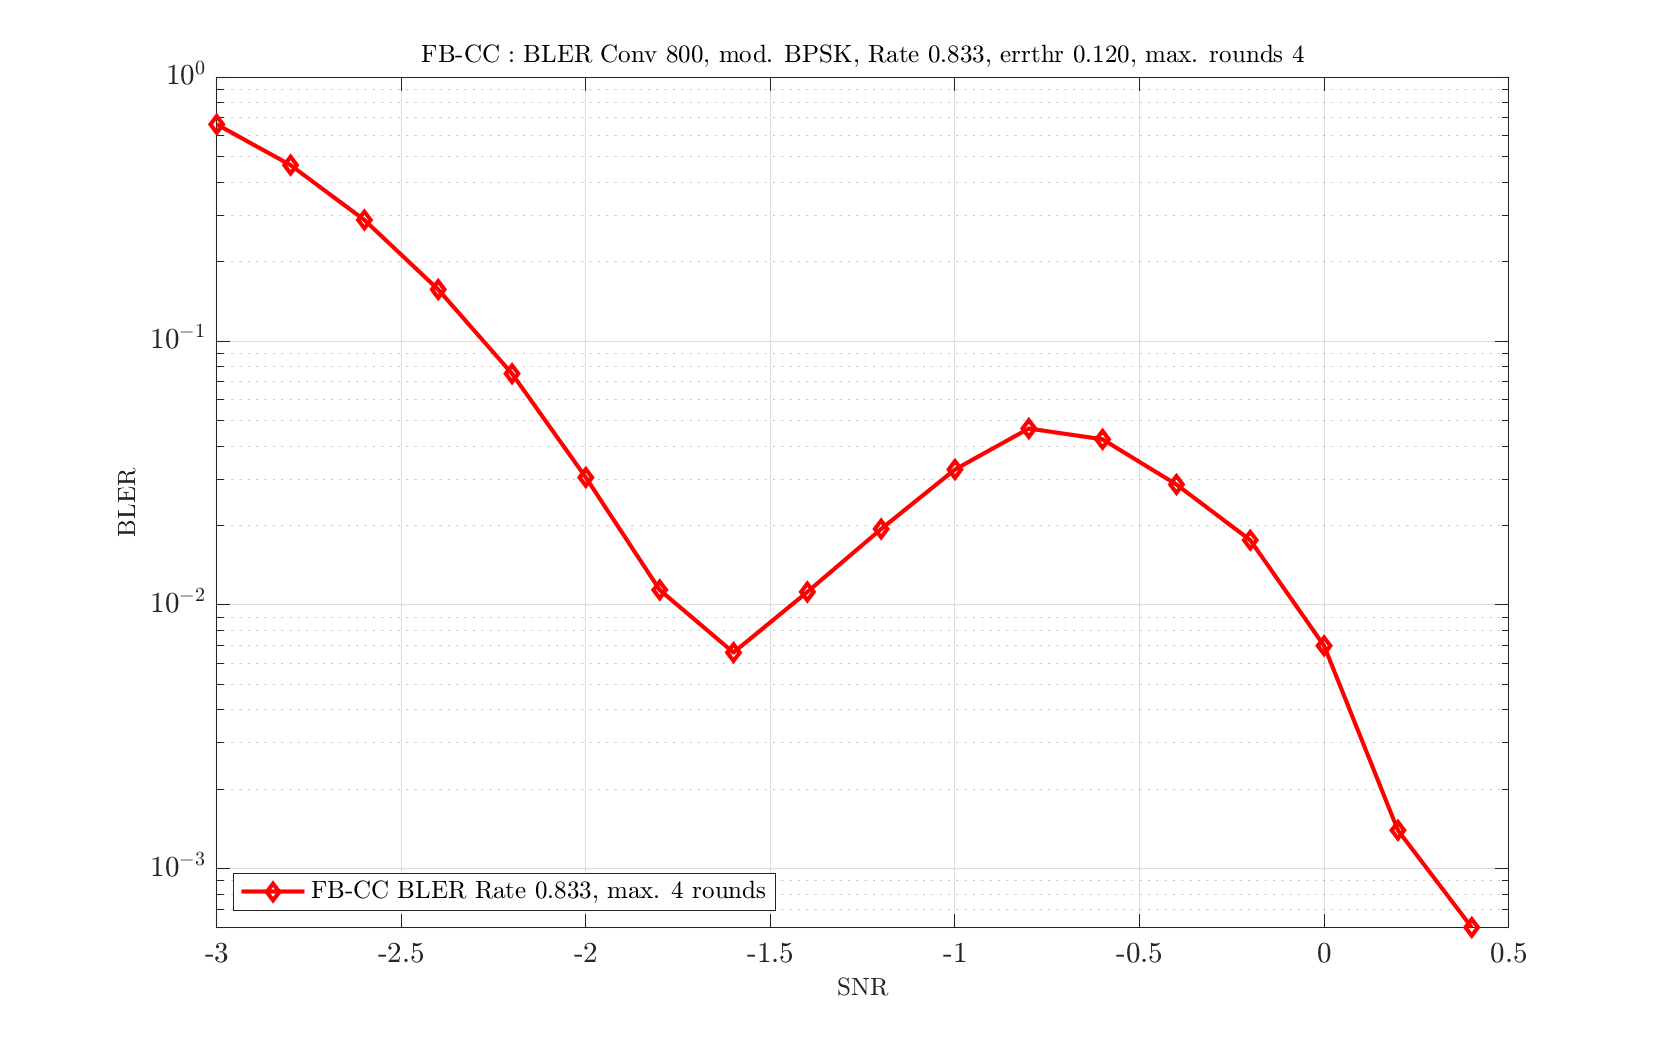 FB-CC : BLER Conv 800, mod. BPSK, Rate 0.833, errthr 0.120, max. rounds 4
10⁰
10⁻¹
10⁻²
10⁻³
BLER
FB-CC BLER Rate 0.833, max. 4 rounds
-3 -2.5 -2 -1.5 -1 -0.5 0 0.5
SNR